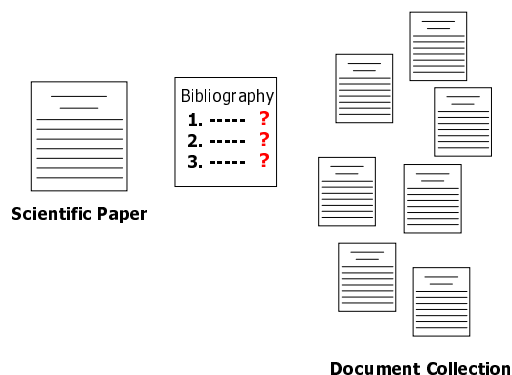 Bibliography
1. ----- ?
2. ----- ?
3. ----- ?
Scientific Paper
Document Collection